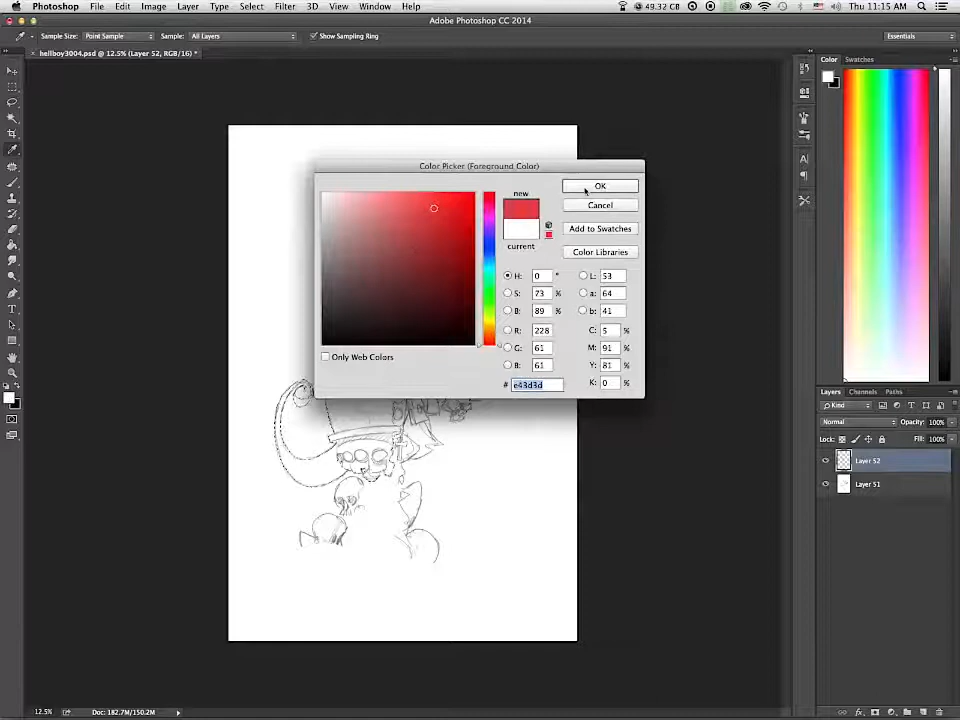 Photoshop File Edit Image Layer Type Select Filter 3D View Window Help 49.32 GB Thu 11:15 AM
Adobe Photoshop CC 2014
Sample Size: Point Sample Sample: All Layers Show Sampling Ring Essentials
hellboy3004.psd @ 12.5% (Layer 52, RGB/16) *
Color Swatches
Color Picker (Foreground Color)
new
OK
Cancel
Add to Swatches
current
Color Libraries
H: 0 ° L: 53
S: 73 % a: 64
B: 89 % b: 41
R: 228 C: 5 %
G: 61 M: 91 %
B: 61 Y: 81 %
# e43d3d K: 0 %
Only Web Colors
Layers Channels Paths
Kind
Normal Opacity: 100%
Lock: Fill: 100%
Layer 52
Layer 51
12.5% Doc: 182.7M/150.2M